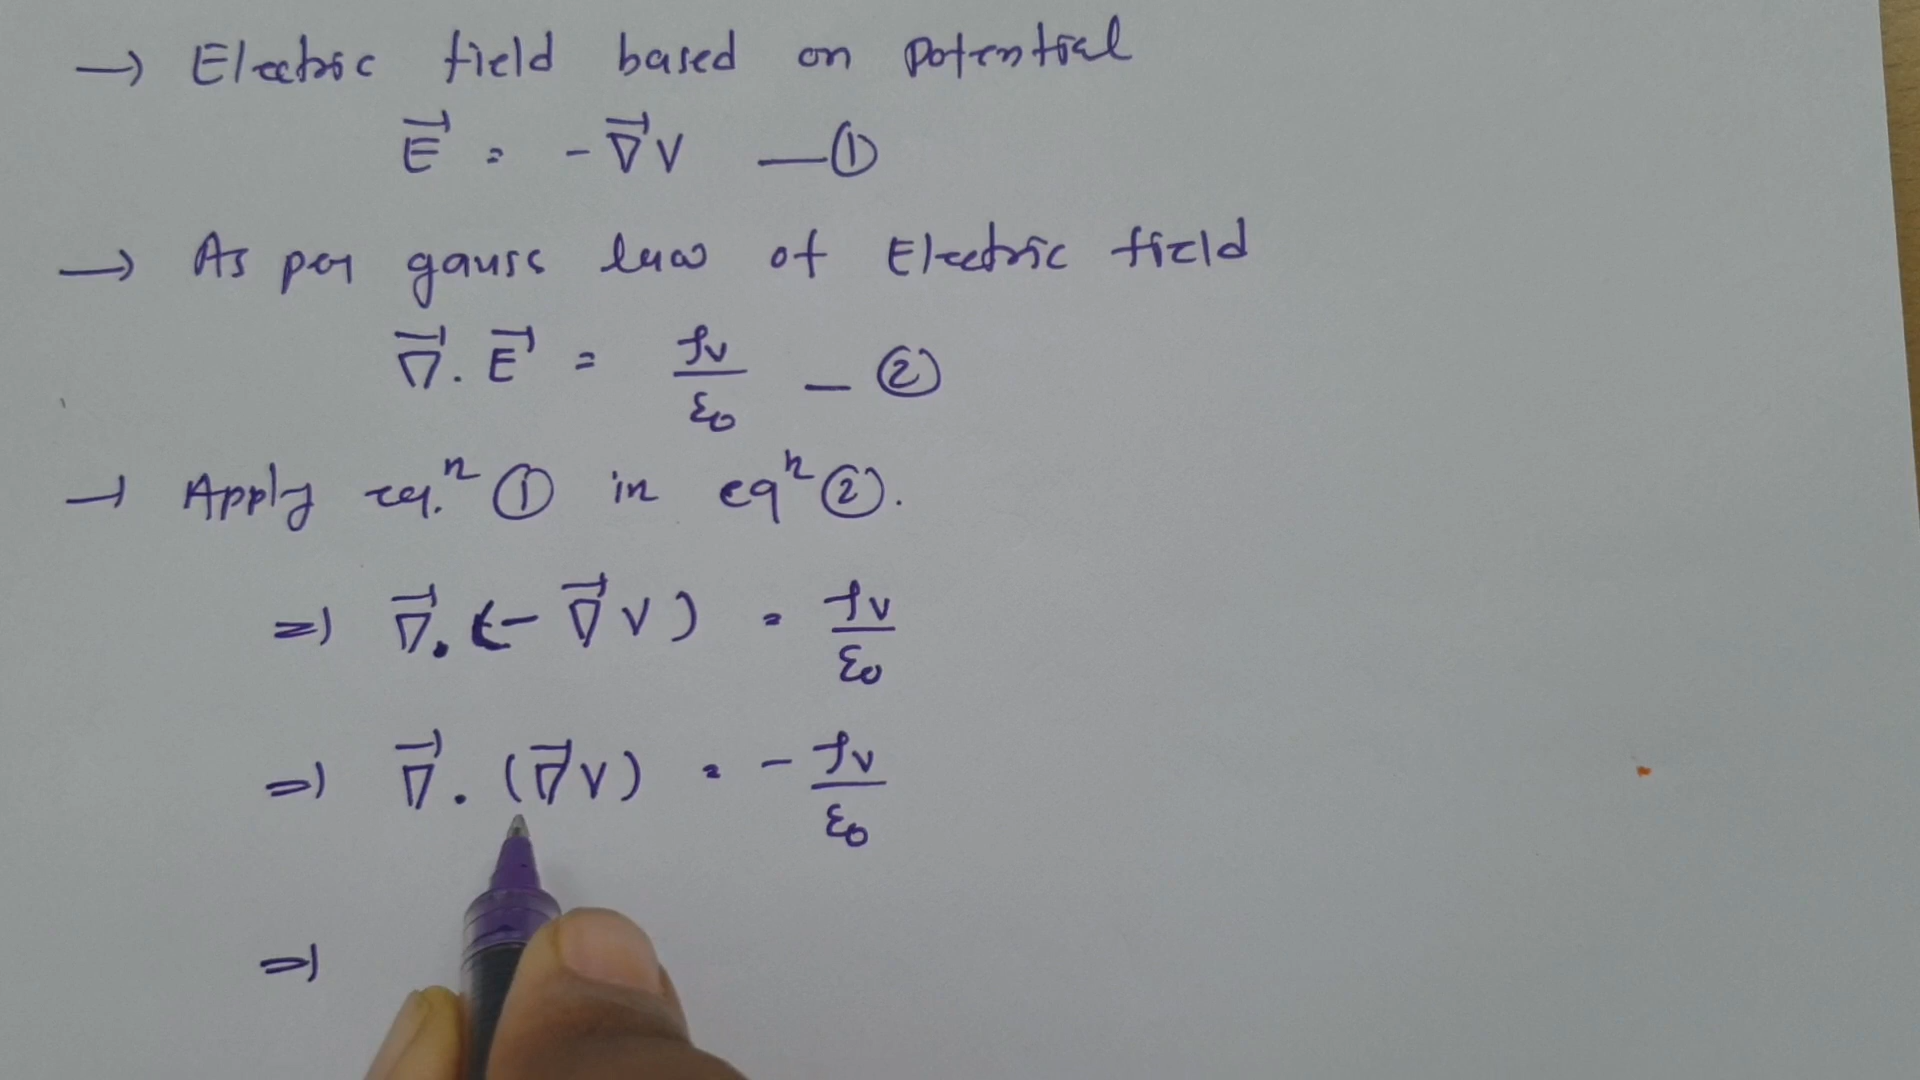 → Electric field based on Potential
E⃗ = - ∇⃗V — ①
→ As per gauss law of Electric field
∇⃗. E⃗ = ρv/ε0 — ②
→ Apply eq.ⁿ ① in eqⁿ ②.
⇒ ∇⃗. (- ∇⃗V) = ρv/ε0
⇒ ∇⃗. (∇⃗V) = - ρv/ε0
⇒